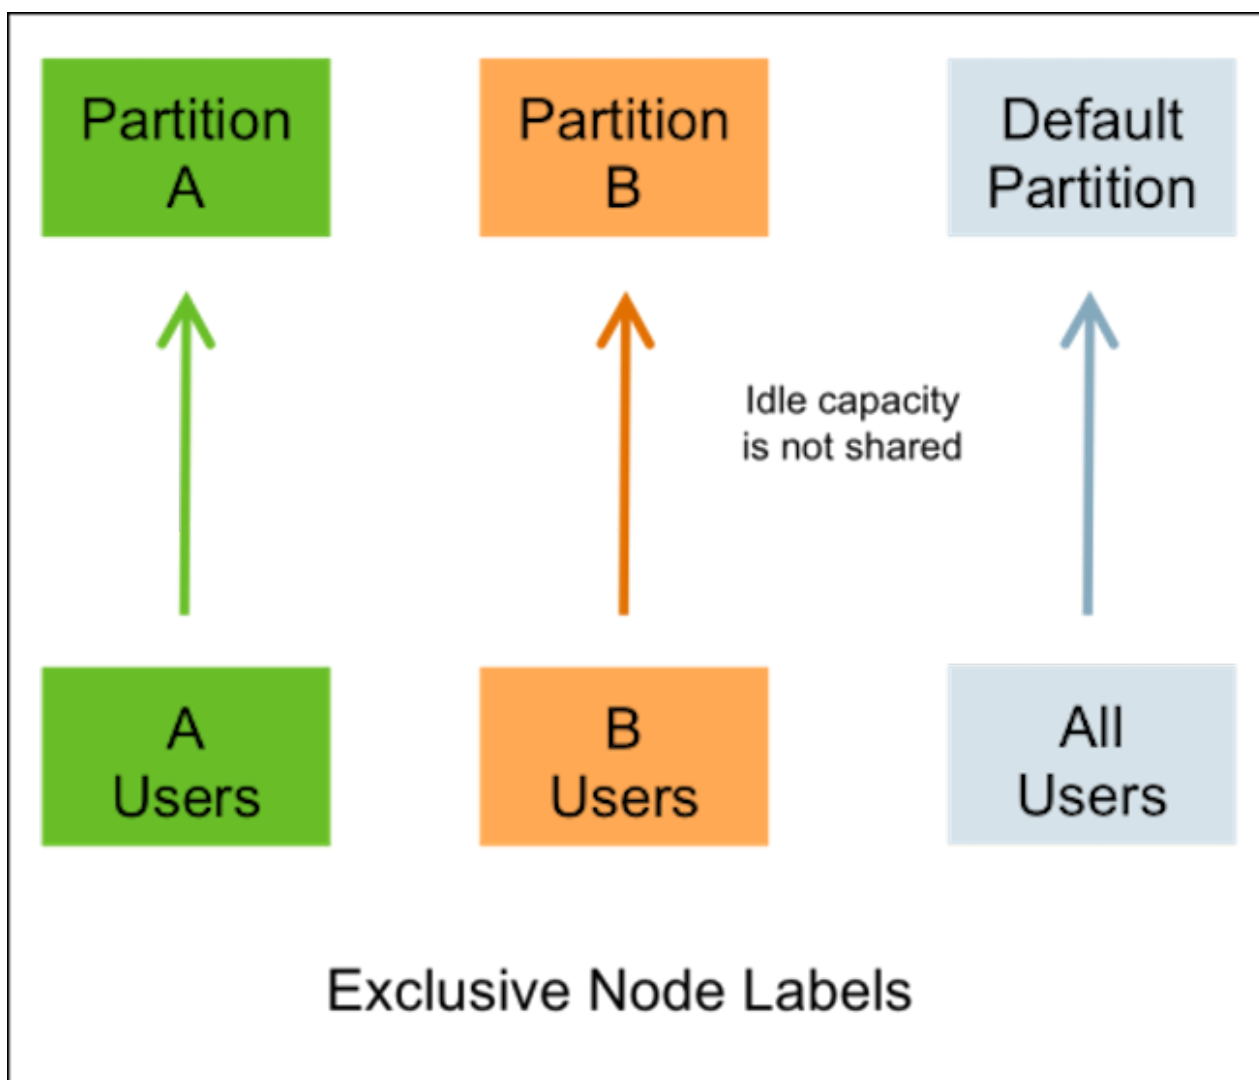 Partition
A
Partition
B
Default
Partition
Idle capacity
is not shared
A
Users
B
Users
All
Users
Exclusive Node Labels